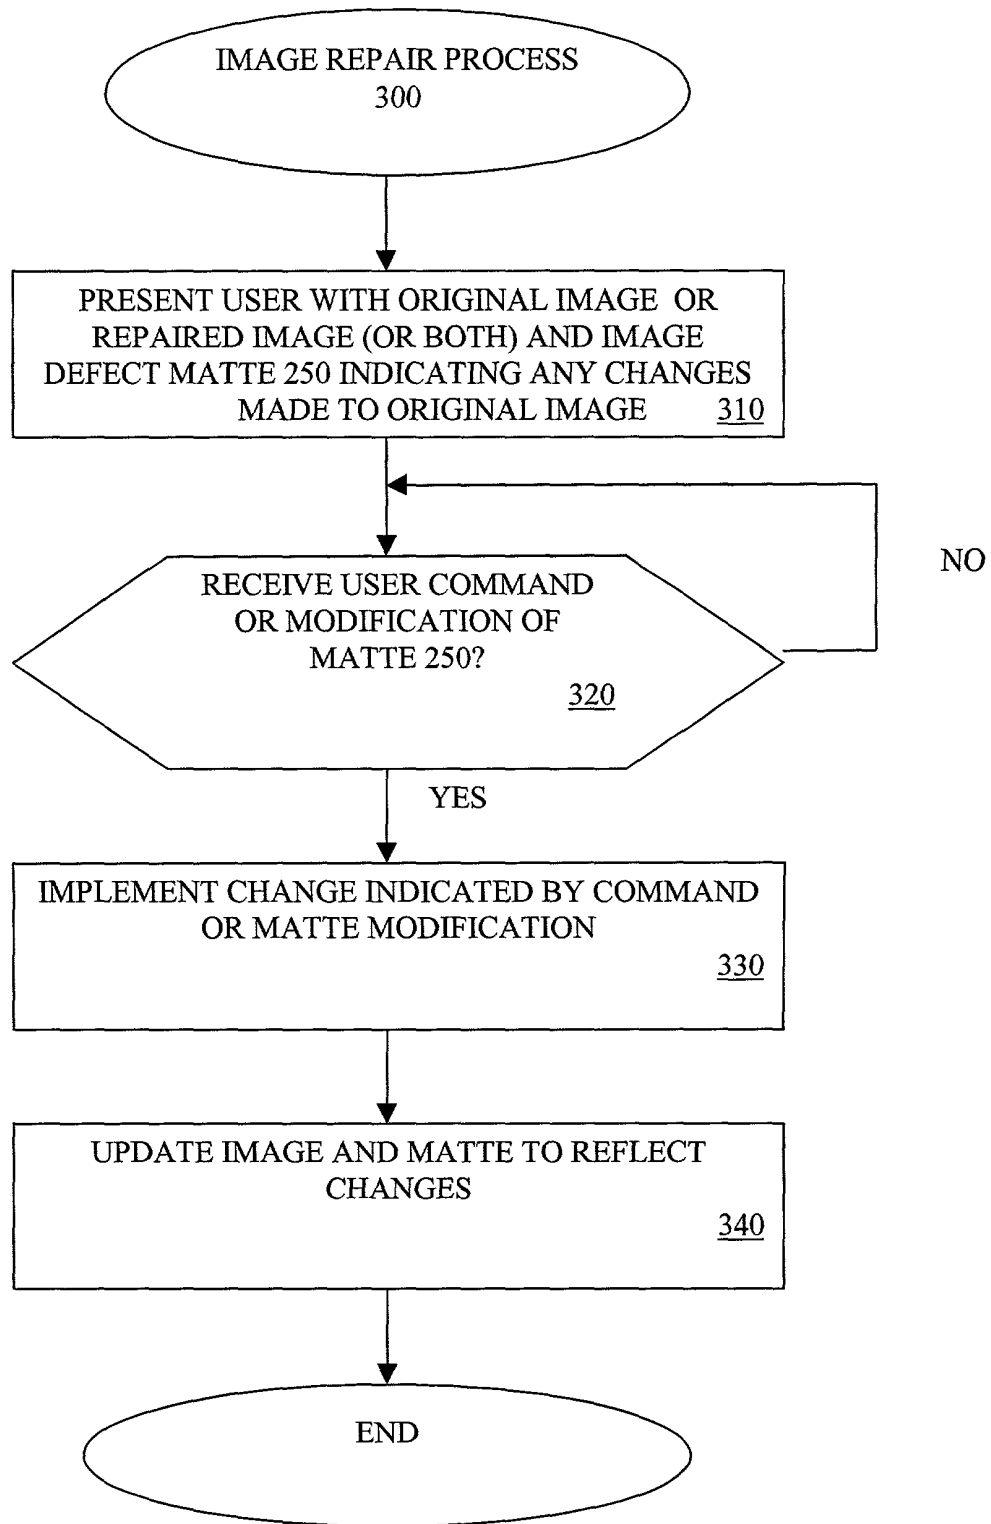 IMAGE REPAIR PROCESS
300
PRESENT USER WITH ORIGINAL IMAGE OR
REPAIRED IMAGE (OR BOTH) AND IMAGE
DEFECT MATTE 250 INDICATING ANY CHANGES
MADE TO ORIGINAL IMAGE 310
NO
RECEIVE USER COMMAND
OR MODIFICATION OF
MATTE 250?
320
YES
IMPLEMENT CHANGE INDICATED BY COMMAND
OR MATTE MODIFICATION
330
UPDATE IMAGE AND MATTE TO REFLECT
CHANGES
340
END